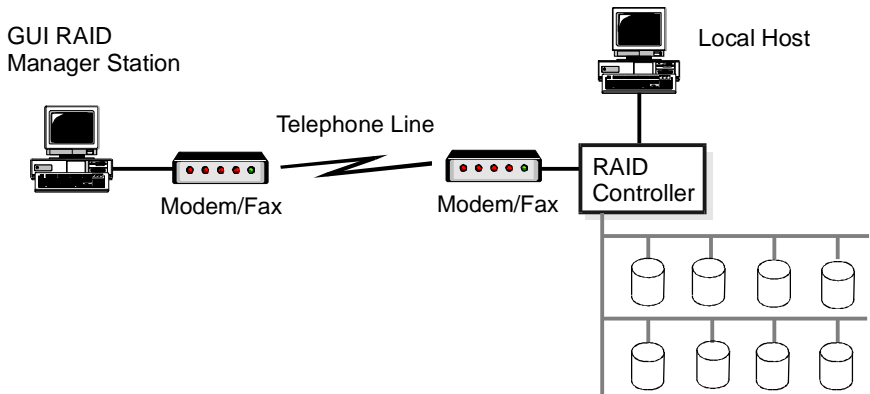 GUI RAID
Manager Station
Local Host
Telephone Line
RAID
Controller
Modem/Fax
Modem/Fax